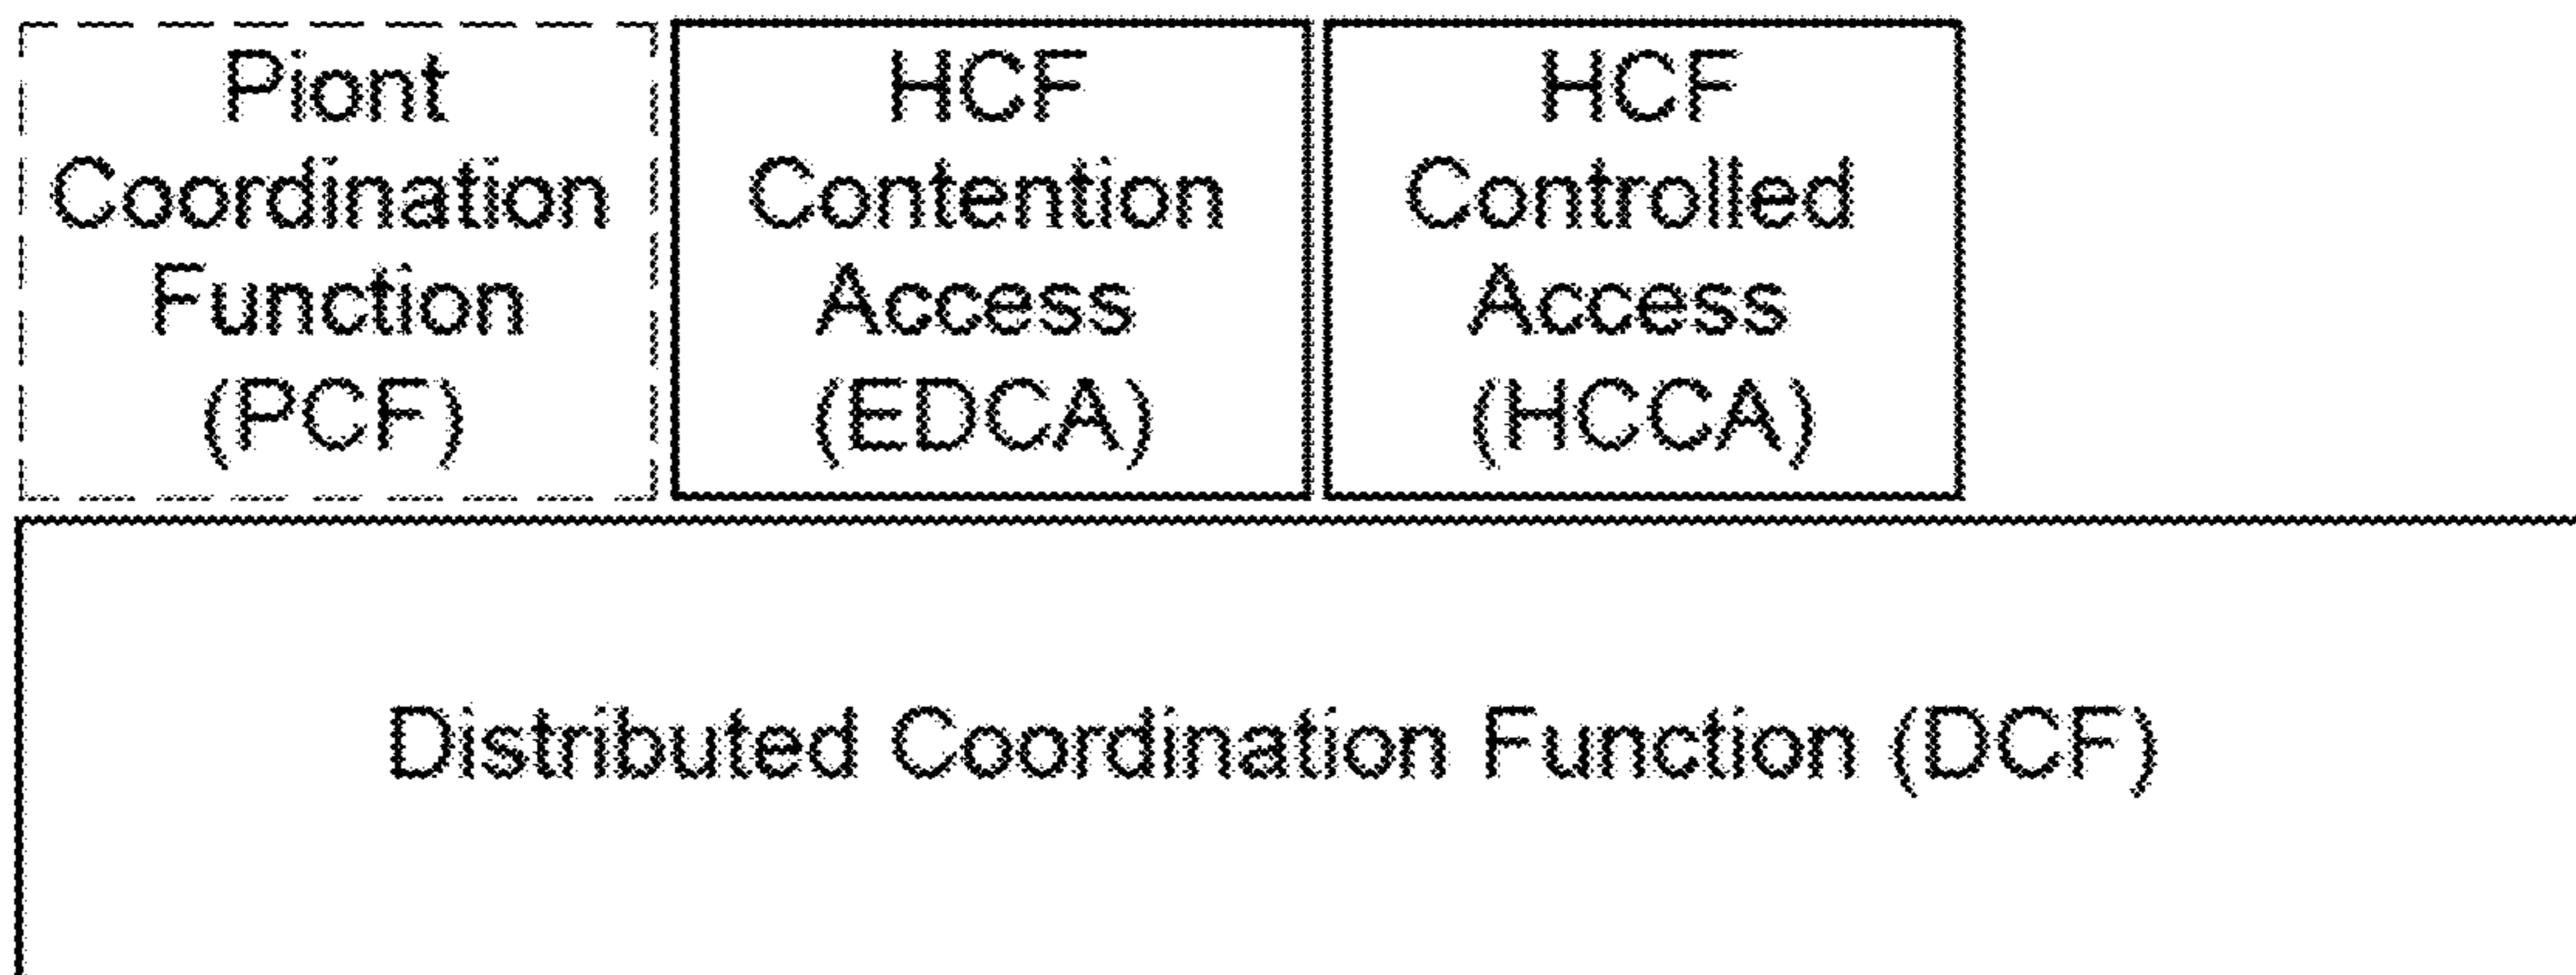 Piont
Coordination
Function
(PCF)
HCF
Contention
Access
(EDCA)
HCF
Controlled
Access
(HCCA)
Distributed Coordination Function (DCF)